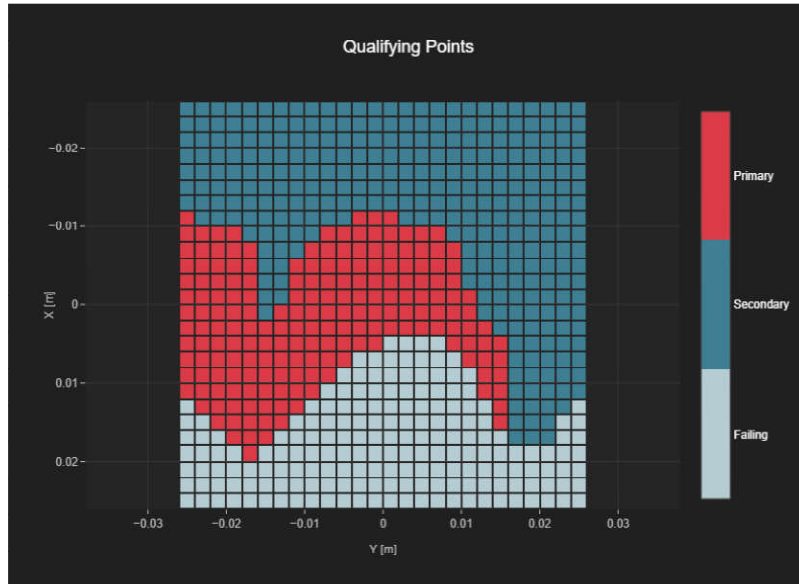 Qualifying Points
−0.02
−0.01
0
0.01
0.02
X [m]
−0.03
−0.02
−0.01
0
0.01
0.02
0.03
Y [m]
Primary
Secondary
Failing